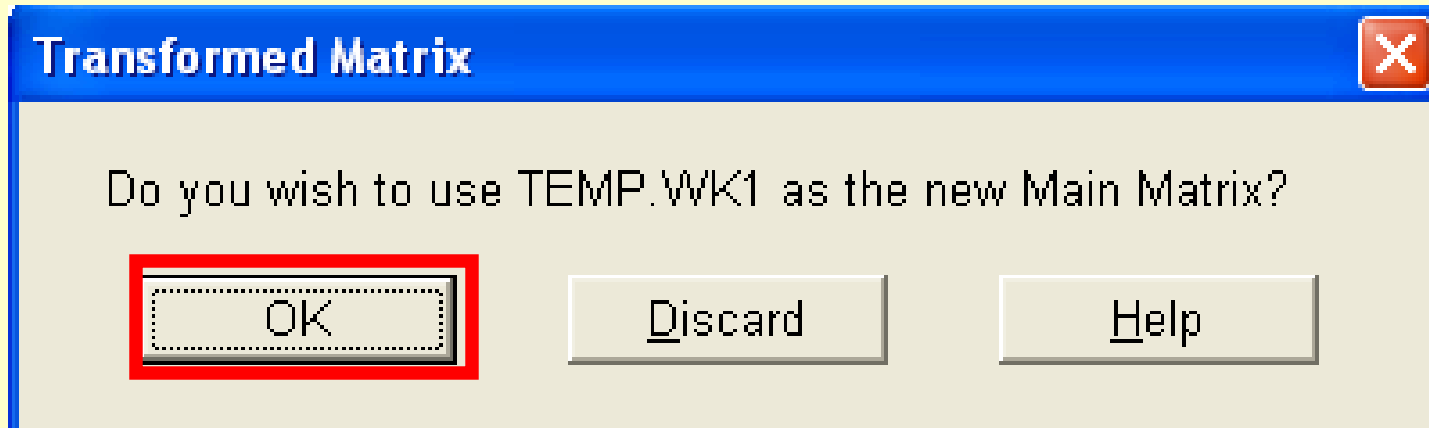 Transformed Matrix
Do you wish to use TEMP.WK1 as the new Main Matrix?
OK Discard Help